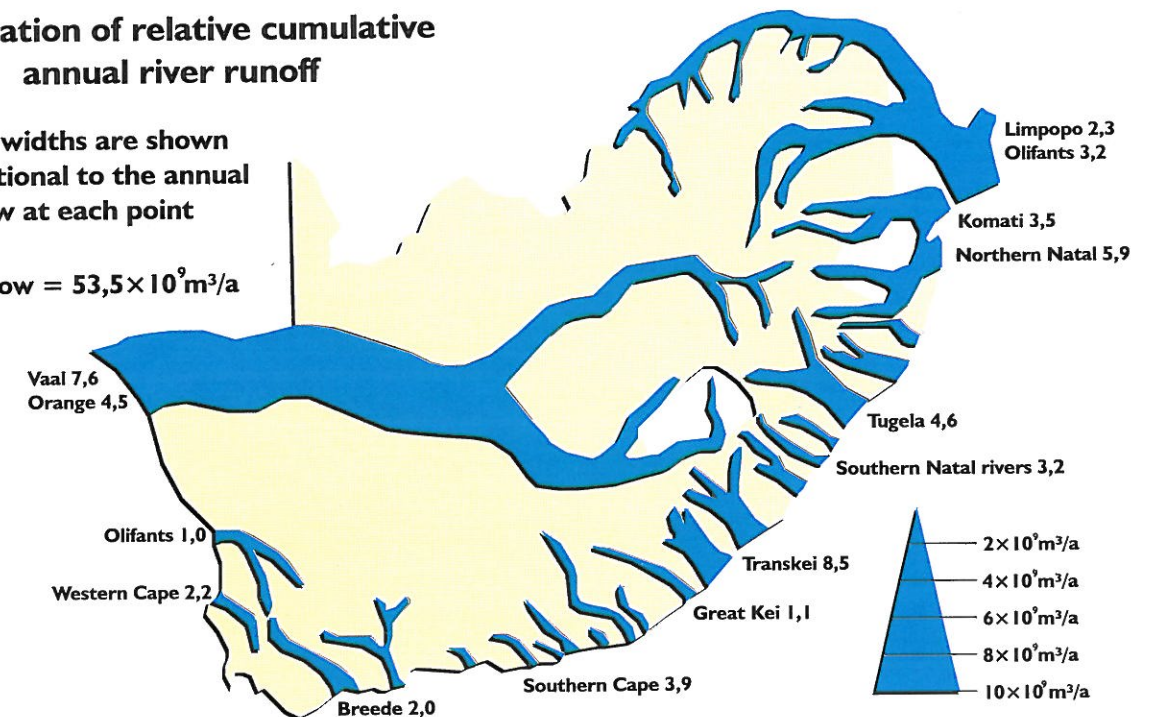 ation of relative cumulative
annual river runoff
widths are shown
tional to the annual
w at each point
ow = 53,5×10⁹m³/a
Limpopo 2,3
Olifants 3,2
Komati 3,5
Northern Natal 5,9
Vaal 7,6
Orange 4,5
Tugela 4,6
Southern Natal rivers 3,2
Olifants 1,0
Western Cape 2,2
Transkei 8,5
Great Kei 1,1
Southern Cape 3,9
Breede 2,0
2×10⁹m³/a
4×10⁹m³/a
6×10⁹m³/a
8×10⁹m³/a
10×10⁹m³/a